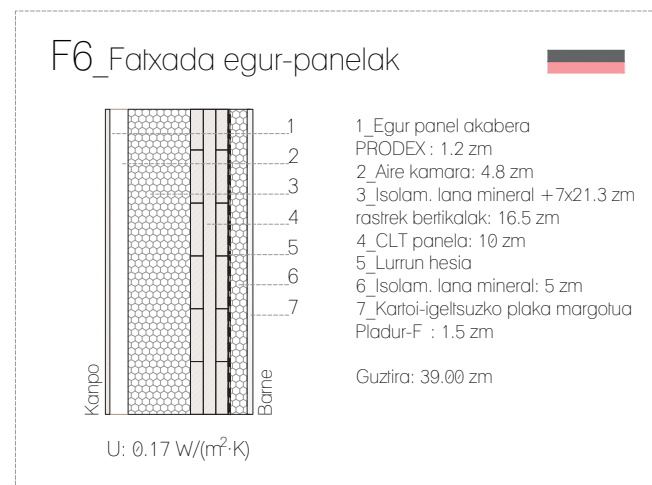 F6_Fatxada egur-panelak
1
2
3
4
5
6
7
Kanpo
Barne
U: 0.17 W/(m²·K)
1_Egur panel akabera
PRODEX : 1.2 zm
2_Aire kamara: 4.8 zm
3_Isolam. lana mineral +7x21.3 zm
rastrek bertikalak: 16.5 zm
4_CLT panela: 10 zm
5_Lurrun hesia
6_Isolam. lana mineral: 5 zm
7_Kartoi-igeltsuzko plaka margotua
Pladur-F : 1.5 zm
Guztira: 39.00 zm